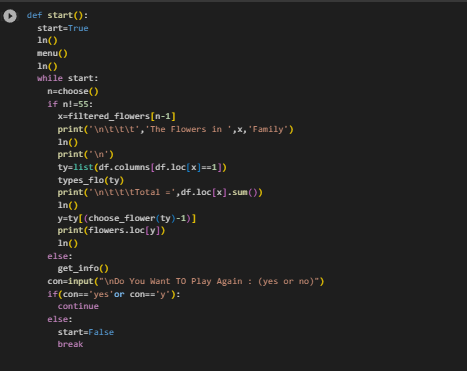 def start():
  start=True
  ln()
  menu()
  ln()
  while start:
    n=choose()
    if n!=55:
      x=filtered_flowers[n-1]
      print('\n\t\t\t','The Flowers in ',x,'Family')
      ln()
      print('\n')
      ty=list(df.columns[df.loc[x]==1])
      types_flo(ty)
      print('\n\t\t\tTotal =',df.loc[x].sum())
      ln()
      y=ty[(choose_flower(ty)-1)]
      print(flowers.loc[y])
      ln()
    else:
      get_info()
    con=input("\nDo You Want TO Play Again : (yes or no)")
    if(con=='yes'or con=='y'):
      continue
    else:
      start=False
      break